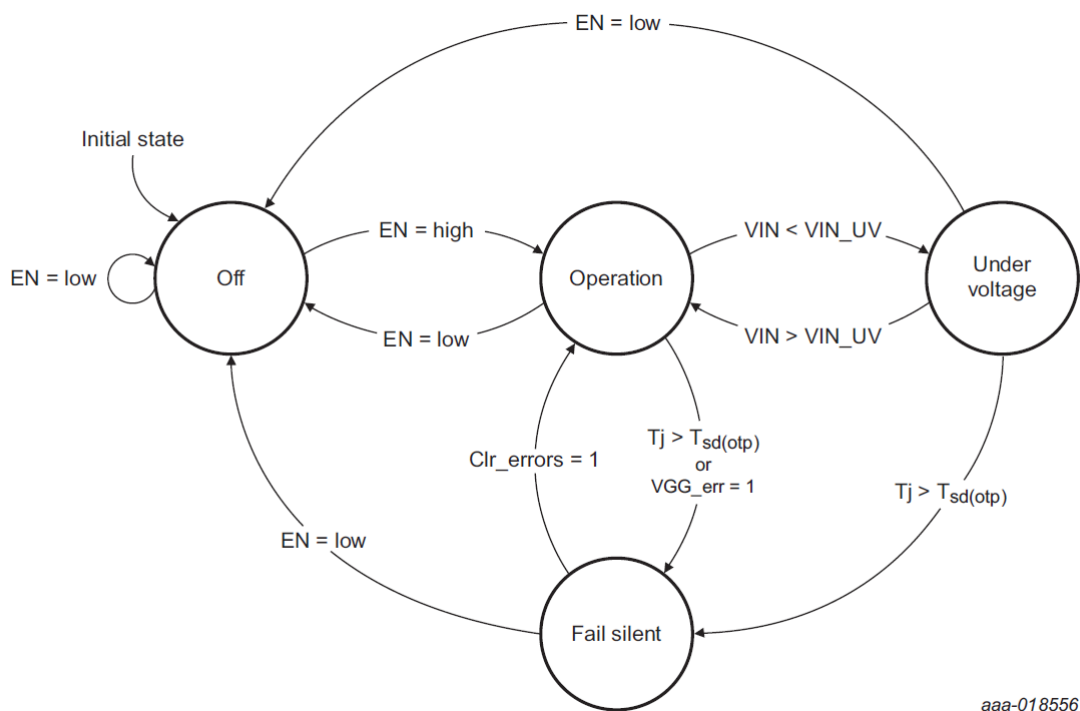 EN = low
Initial state
EN = high
VIN < VIN_UV
EN = low
Off
Operation
Under
voltage
EN = low
VIN > VIN_UV
Clr_errors = 1
Tj > Tsd(otp)
or
VGG_err = 1
Tj > Tsd(otp)
EN = low
Fail silent
aaa-018556